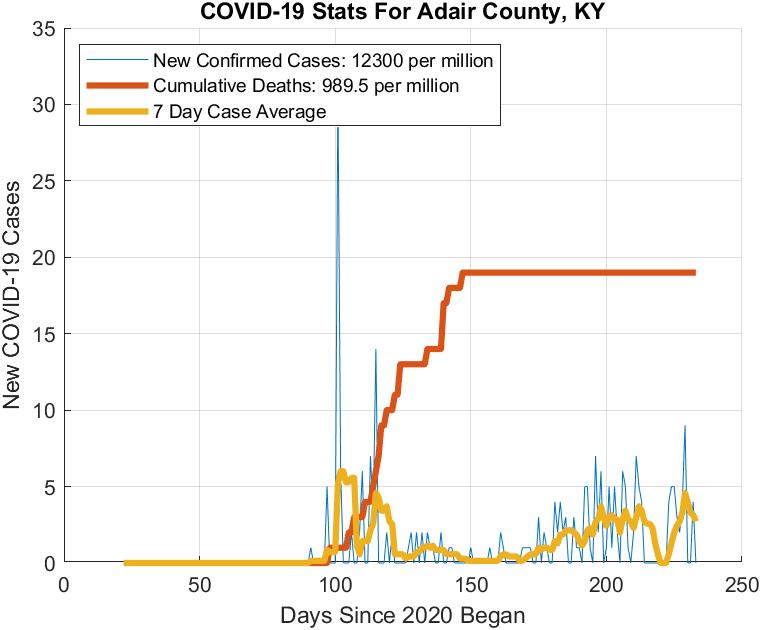 COVID-19 Stats For Adair County, KY
New Confirmed Cases: 12300 per million
Cumulative Deaths: 989.5 per million
7 Day Case Average
New COVID-19 Cases
35
30
25
20
15
10
5
0
0 50 100 150 200 250
Days Since 2020 Began